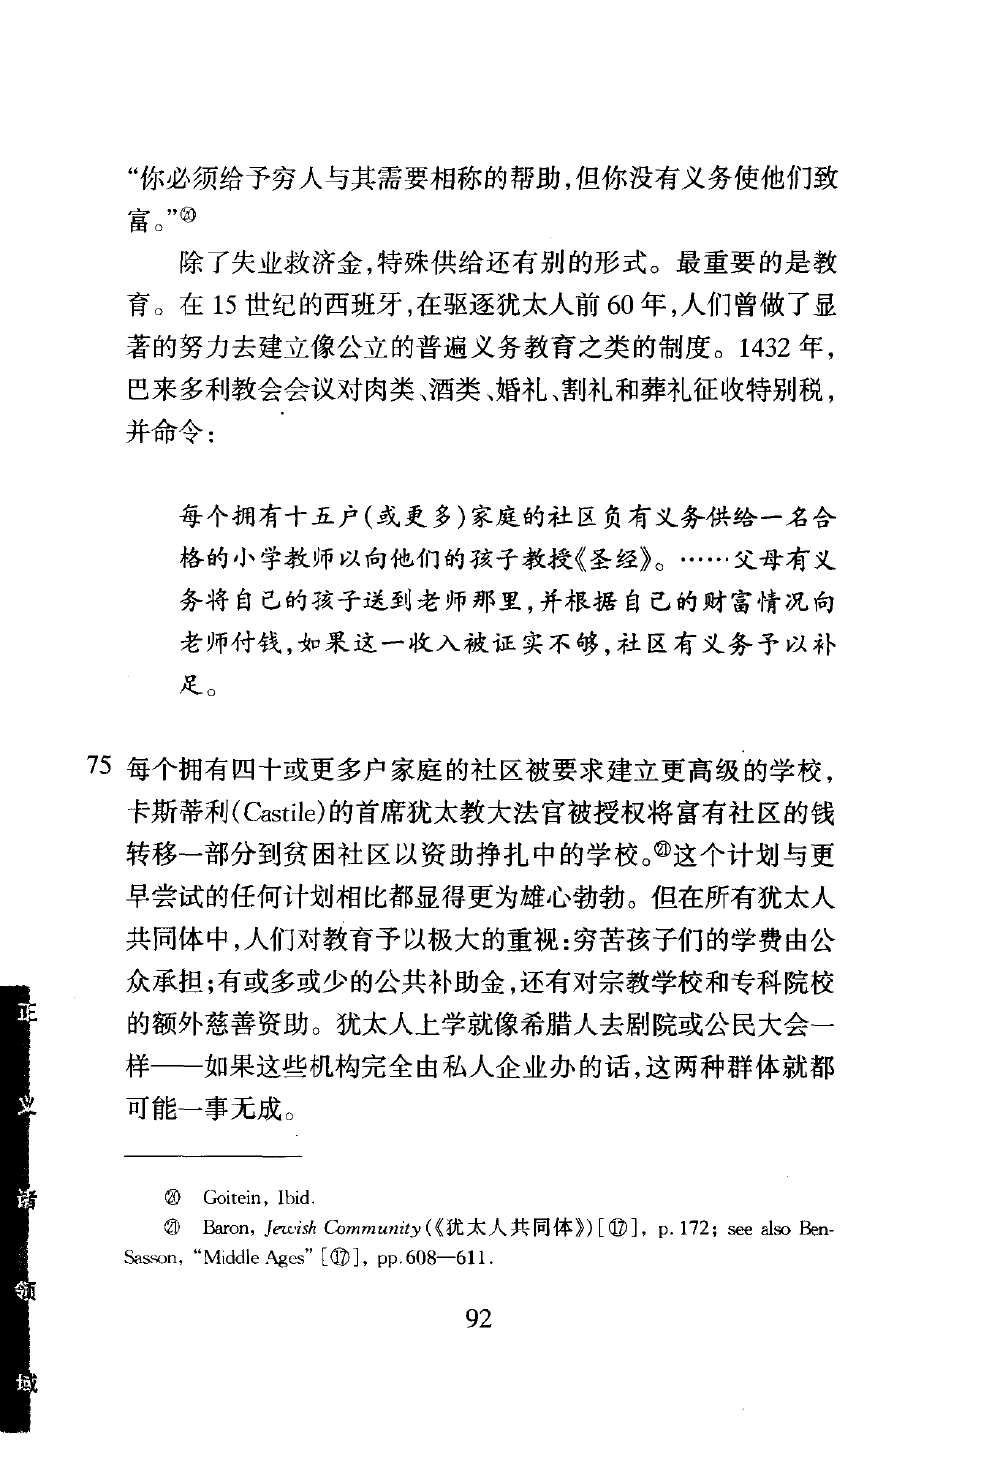 “你必须给予穷人与其需要相称的帮助,但你没有义务使他们致
富。”⑳
除了失业救济金,特殊供给还有别的形式。最重要的是教
育。在 15 世纪的西班牙,在驱逐犹太人前 60 年,人们曾做了显
著的努力去建立像公立的普遍义务教育之类的制度。1432 年,
巴来多利教会会议对肉类、酒类、婚礼、割礼和葬礼征收特别税,
并命令:
每个拥有十五户(或更多)家庭的社区负有义务供给一名合
格的小学教师以向他们的孩子教授《圣经》。……父母有义
务将自己的孩子送到老师那里,并根据自己的财富情况向
老师付钱,如果这一收入被证实不够,社区有义务予以补
足。
75 每个拥有四十或更多户家庭的社区被要求建立更高级的学校,
卡斯蒂利(Castile)的首席犹太教大法官被授权将富有社区的钱
转移一部分到贫困社区以资助挣扎中的学校。㉑这个计划与更
早尝试的任何计划相比都显得更为雄心勃勃。但在所有犹太人
共同体中,人们对教育予以极大的重视:穷苦孩子们的学费由公
众承担;有或多或少的公共补助金,还有对宗教学校和专科院校
的额外慈善资助。犹太人上学就像希腊人去剧院或公民大会一
样——如果这些机构完全由私人企业办的话,这两种群体就都
可能一事无成。
⑳ Goitein, Ibid.
㉑ Baron, Jewish Community(《犹太人共同体》)[⑰], p.172; see also Ben-
Sasson, “Middle Ages”[⑰], pp.608—611.
92
正
义
诸
领
域